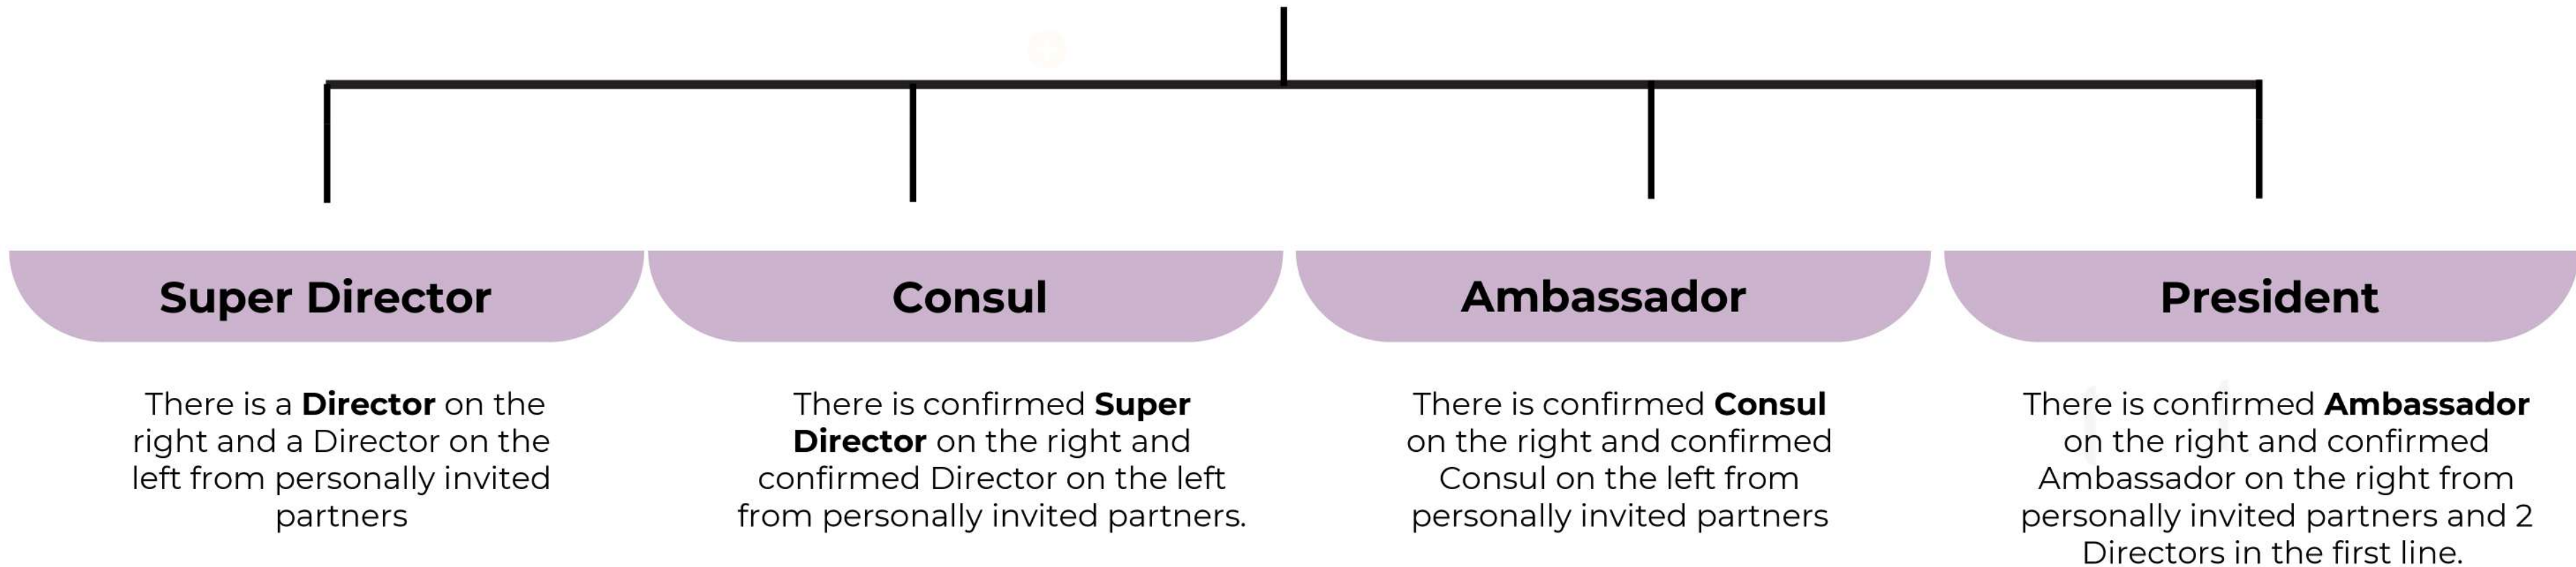 Super Director
There is a Director on the
right and a Director on the
left from personally invited
partners
Consul
There is confirmed Super
Director on the right and
confirmed Director on the left
from personally invited partners.
Ambassador
There is confirmed Consul
on the right and confirmed
Consul on the left from
personally invited partners
President
There is confirmed Ambassador
on the right and confirmed
Ambassador on the right from
personally invited partners and 2
Directors in the first line.